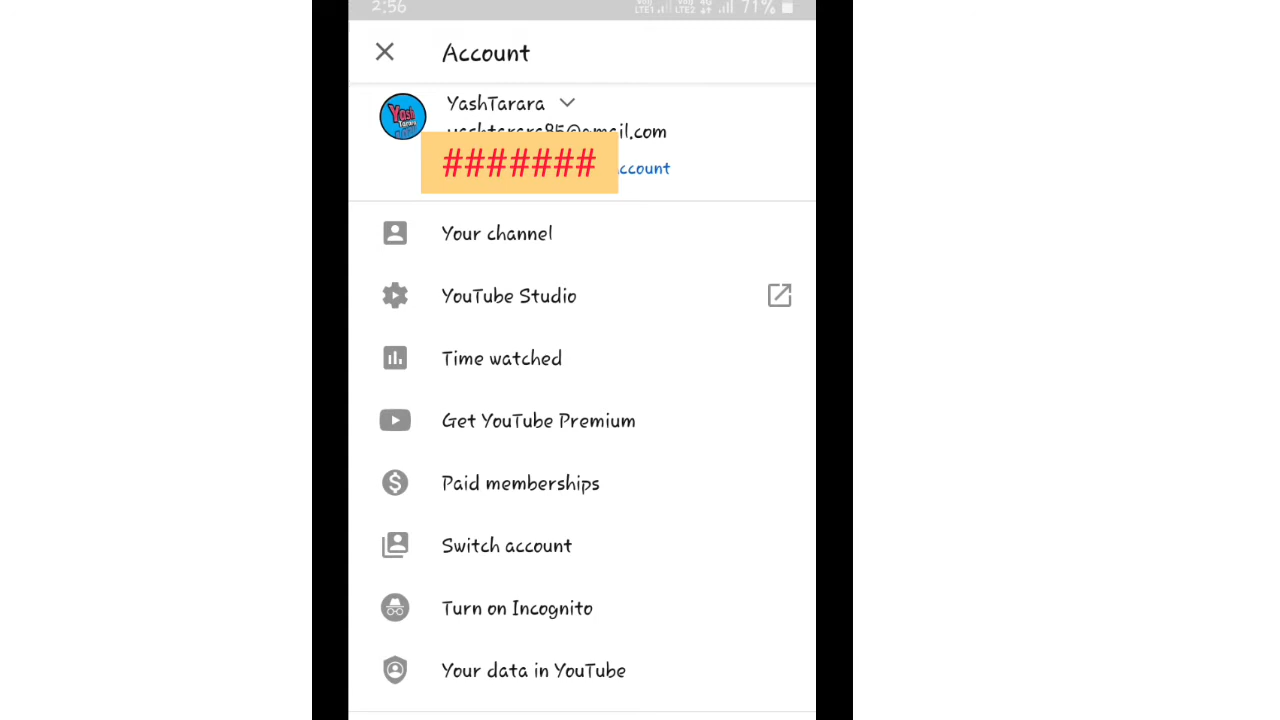 2:56 71%
Account
YashTarara
#######
ccount
Your channel
YouTube Studio
Time watched
Get YouTube Premium
Paid memberships
Switch account
Turn on Incognito
Your data in YouTube